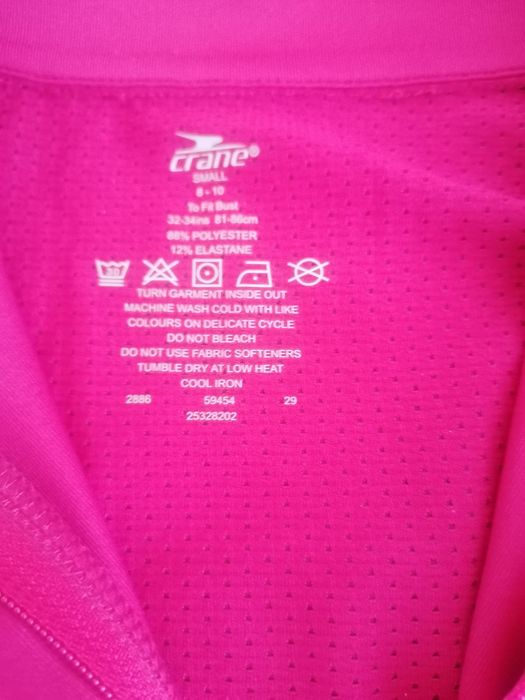 crane®
SMALL
8 - 10
To Fit Bust
32-34ins 81-86cm
88% POLYESTER
12% ELASTANE
30
TURN GARMENT INSIDE OUT
MACHINE WASH COLD WITH LIKE
COLOURS ON DELICATE CYCLE
DO NOT BLEACH
DO NOT USE FABRIC SOFTENERS
TUMBLE DRY AT LOW HEAT
COOL IRON
2886 59454 29
25328202